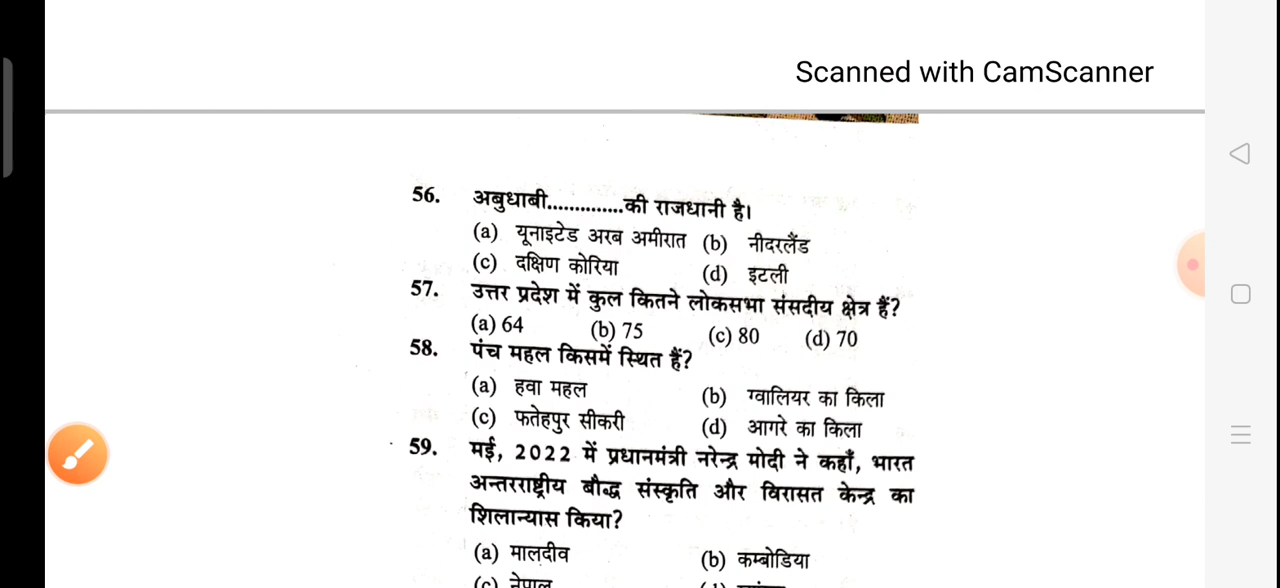 Scanned with CamScanner
56. अबुधाबी..............की राजधानी है।
(a) यूनाइटेड अरब अमीरात (b) नीदरलैंड
(c) दक्षिण कोरिया (d) इटली
57. उत्तर प्रदेश में कुल कितने लोकसभा संसदीय क्षेत्र हैं?
(a) 64 (b) 75 (c) 80 (d) 70
58. पंच महल किसमें स्थित हैं?
(a) हवा महल (b) ग्वालियर का किला
(c) फतेहपुर सीकरी (d) आगरे का किला
59. मई, 2022 में प्रधानमंत्री नरेन्द्र मोदी ने कहाँ, भारत
अन्तरराष्ट्रीय बौद्ध संस्कृति और विरासत केन्द्र का
शिलान्यास किया?
(a) मालदीव (b) कम्बोडिया
(c) नेपाल